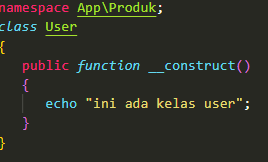 namespace App\Produk;
class User
{
public function __construct()
{
echo "ini ada kelas user";
}
}